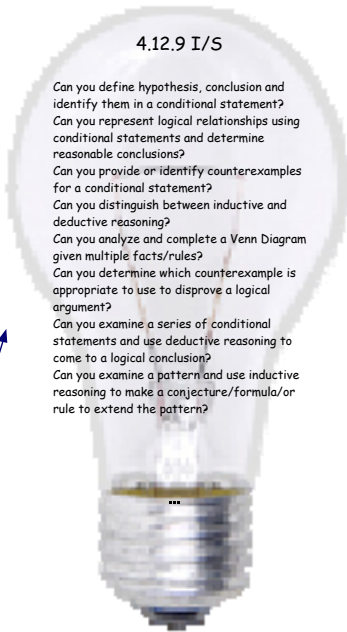 4.12.9 I/S
Can you define hypothesis, conclusion and
identify them in a conditional statement?
Can you represent logical relationships using
conditional statements and determine
reasonable conclusions?
Can you provide or identify counterexamples
for a conditional statement?
Can you distinguish between inductive and
deductive reasoning?
Can you analyze and complete a Venn Diagram
given multiple facts/rules?
Can you determine which counterexample is
appropriate to use to disprove a logical
argument?
Can you examine a series of conditional
statements and use deductive reasoning to
come to a logical conclusion?
Can you examine a pattern and use inductive
reasoning to make a conjecture/formula/or
rule to extend the pattern?
...